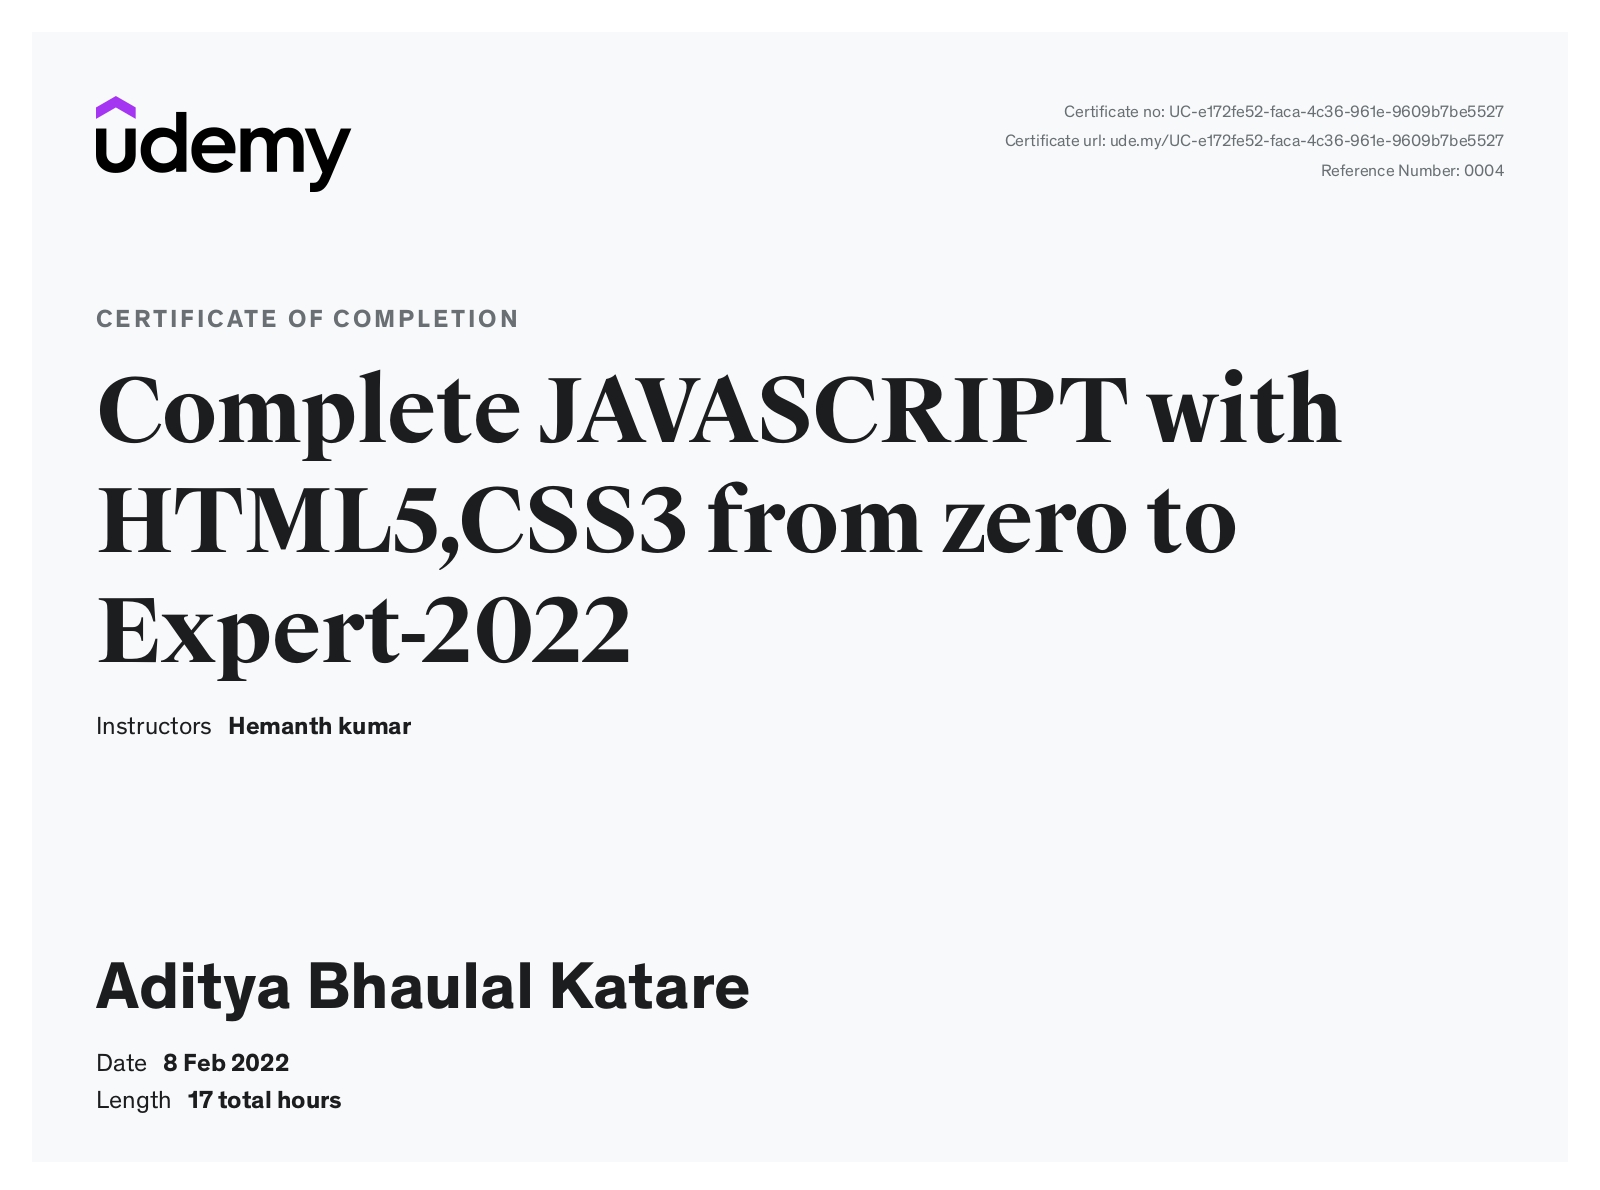 udemy
Certificate no: UC-e172fe52-faca-4c36-961e-9609b7be5527
Certificate url: ude.my/UC-e172fe52-faca-4c36-961e-9609b7be5527
Reference Number: 0004
CERTIFICATE OF COMPLETION
Complete JAVASCRIPT with
HTML5,CSS3 from zero to
Expert-2022
Instructors Hemanth kumar
Aditya Bhaulal Katare
Date 8 Feb 2022
Length 17 total hours